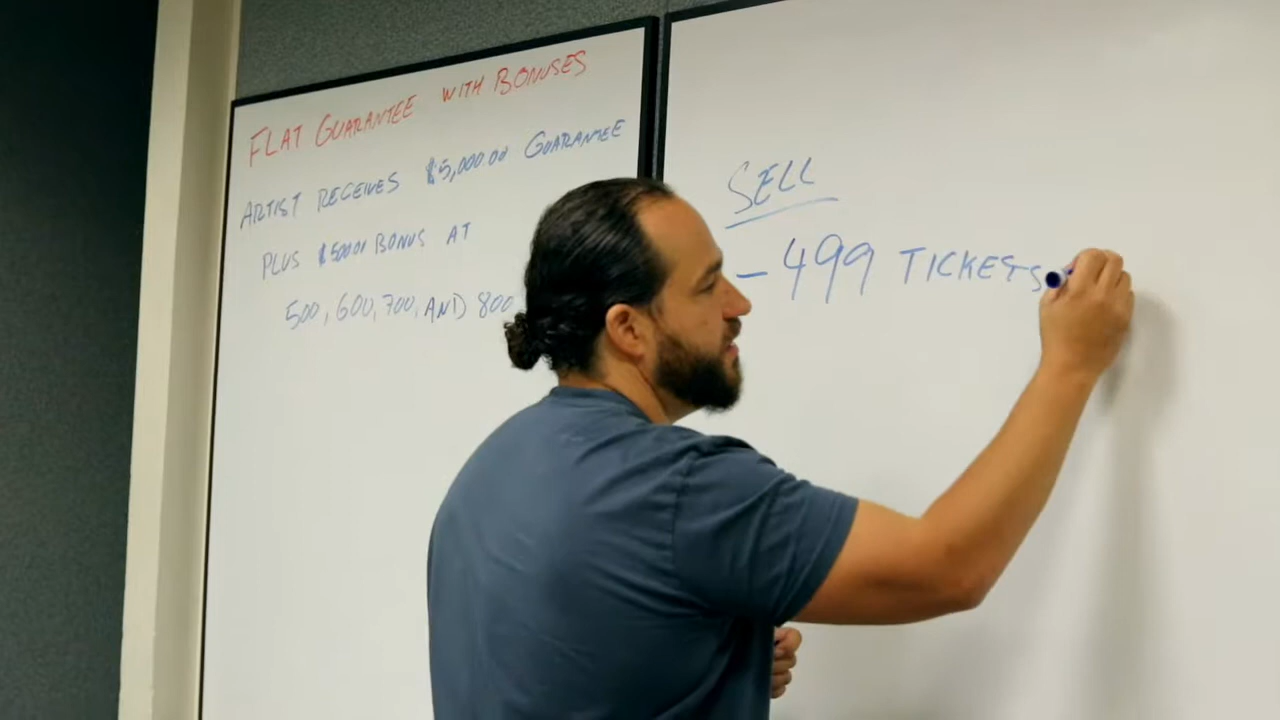 FLAT GUARANTEE WITH BONUSES
ARTIST RECEIVES $5,000.00 GUARANTEE
PLUS $500.00 BONUS AT
500, 600, 700, AND 800
SELL
- 499 TICKETS